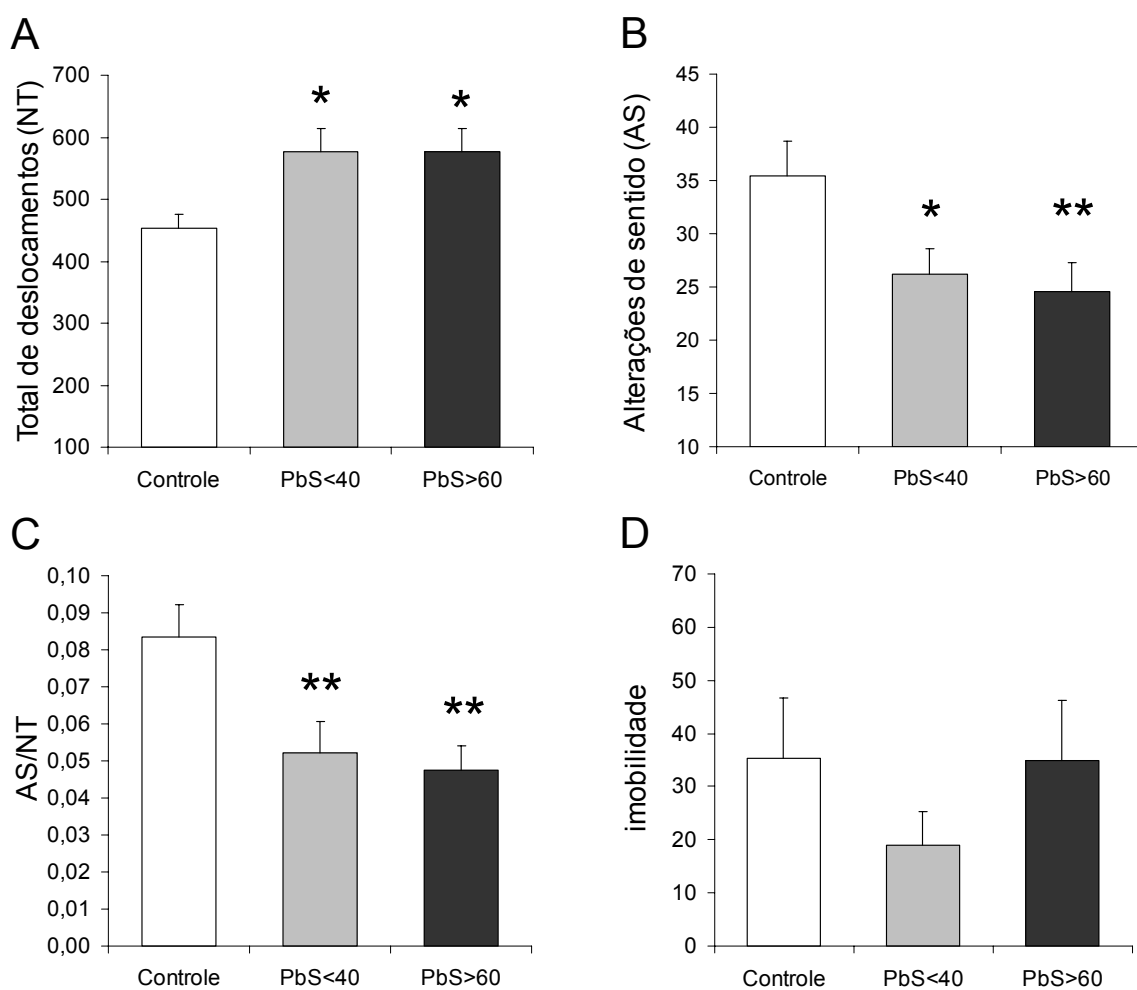 A
Total de deslocamentos (NT)
700
600
500
400
300
200
100
*
*
Controle
PbS<40
PbS>60
B
Alterações de sentido (AS)
45
40
35
30
25
20
15
10
*
**
Controle
PbS<40
PbS>60
C
AS/NT
0,10
0,09
0,08
0,07
0,06
0,05
0,04
0,03
0,02
0,01
0,00
**
**
Controle
PbS<40
PbS>60
D
imobilidade
70
60
50
40
30
20
10
0
Controle
PbS<40
PbS>60